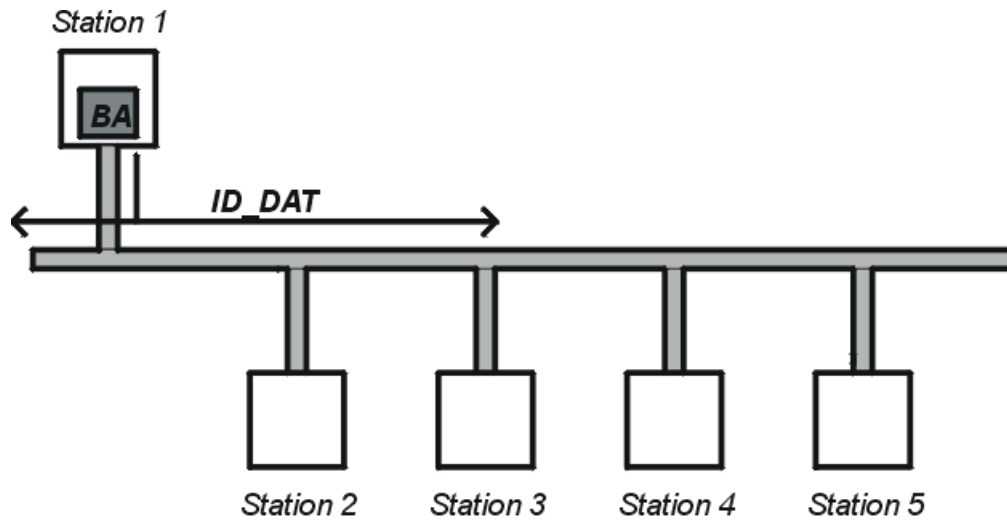 Station 1
BA
ID_DAT
Station 2
Station 3
Station 4
Station 5